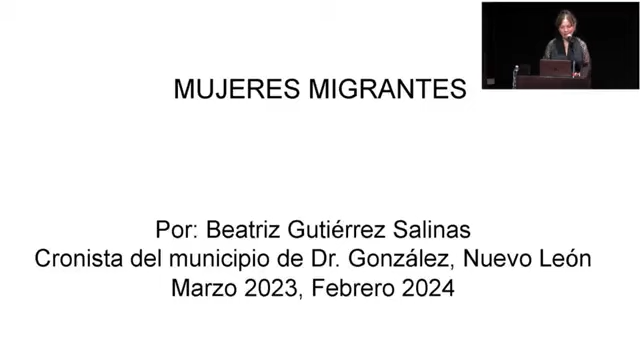 MUJERES MIGRANTES
Por: Beatriz Gutiérrez Salinas
Cronista del municipio de Dr. González, Nuevo León
Marzo 2023, Febrero 2024